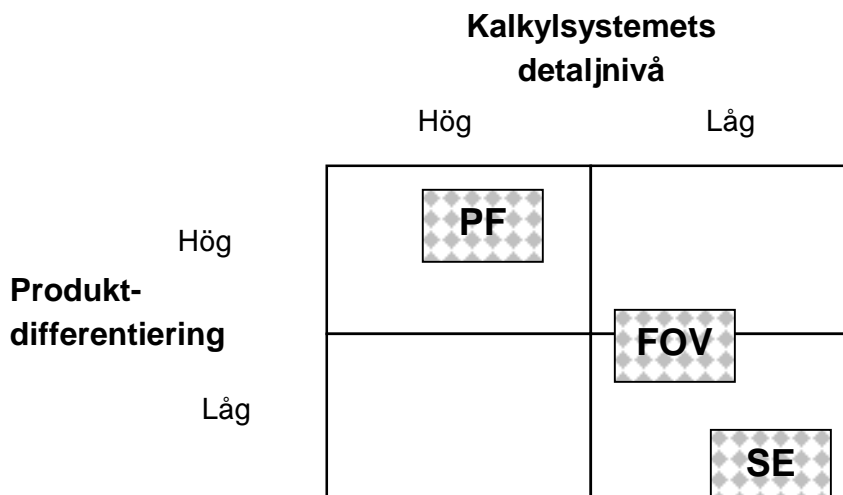 Kalkylsystemets
detaljnivå
Hög Låg
PF
Hög
Produkt-
differentiering
FOV
Låg
SE